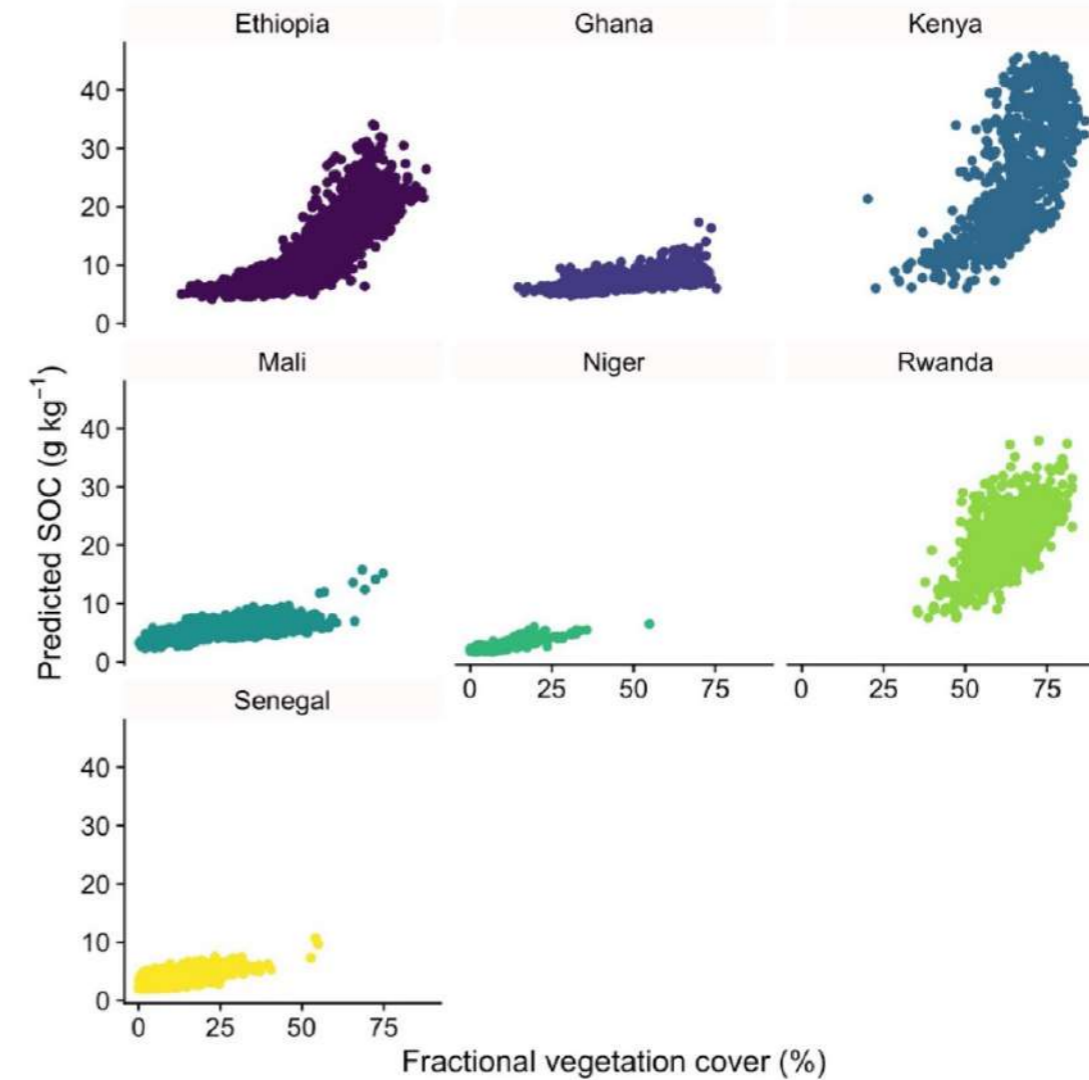 Ethiopia Ghana Kenya
40
30
20
10
0
Mali Niger Rwanda
40
30
20
10
0
0 25 50 75 0 25 50 75
Senegal
40
30
20
10
0
0 25 50 75
Predicted SOC (g kg⁻¹)
Fractional vegetation cover (%)